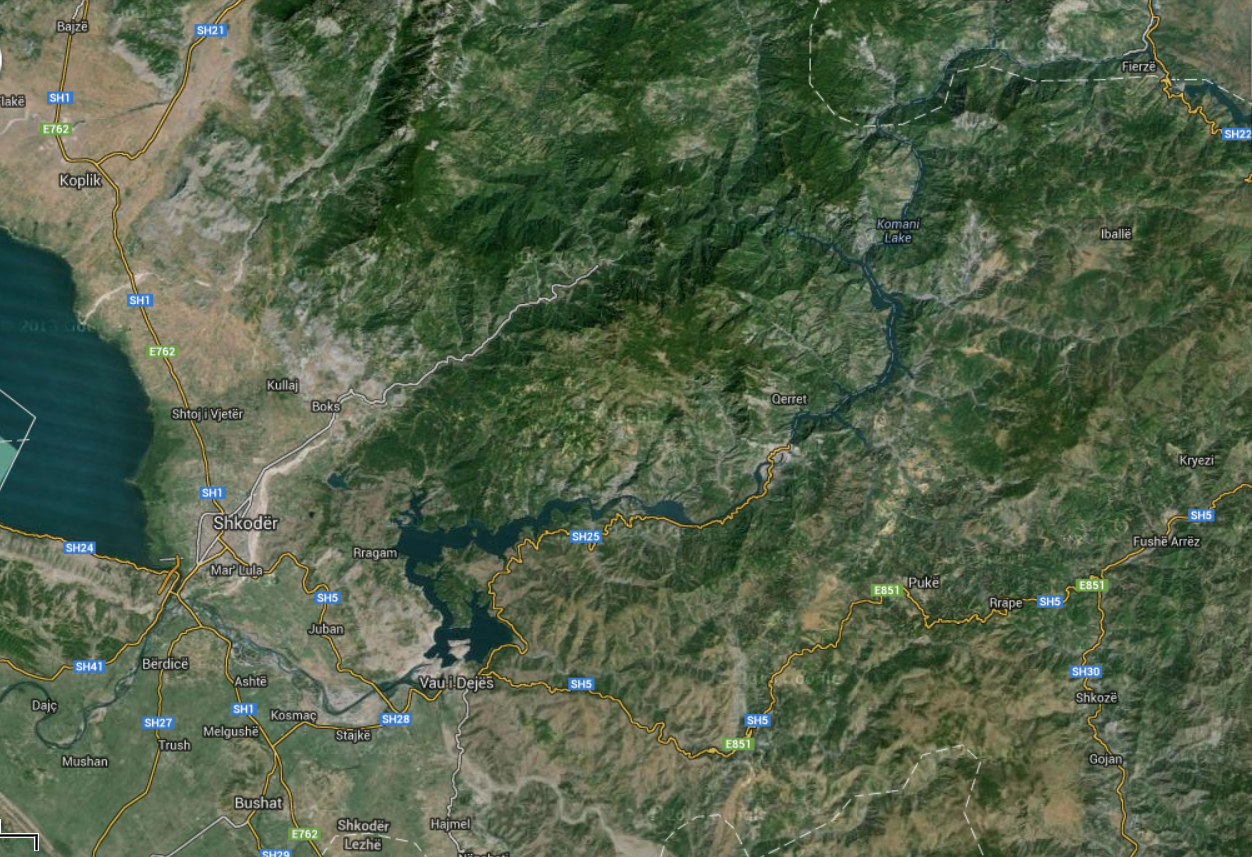 Bajzë
SH21
Fierzë
SH1
E762
SH22
Koplik
Komani
Lake
Iballë
SH1
E762
Kullaj
Boks
Qerret
Shtoj i Vjetër
Kryezi
SH1
Shkodër
SH5
SH25
Fushë Arrëz
SH24
Rragam
Mar' Lula
E851
Pukë
E851
SH5
Rrape
SH5
Juban
SH41
Bërdicë
SH30
Ashtë
Vau i Dejës
SH5
Shkozë
Dajç
SH1
Kosmaç
SH28
SH27
SH5
Melgushë
Stajkë
Trush
E851
Mushan
Gojan
Bushat
Shkodër
Lezhë
Hajmel
E762
SH29